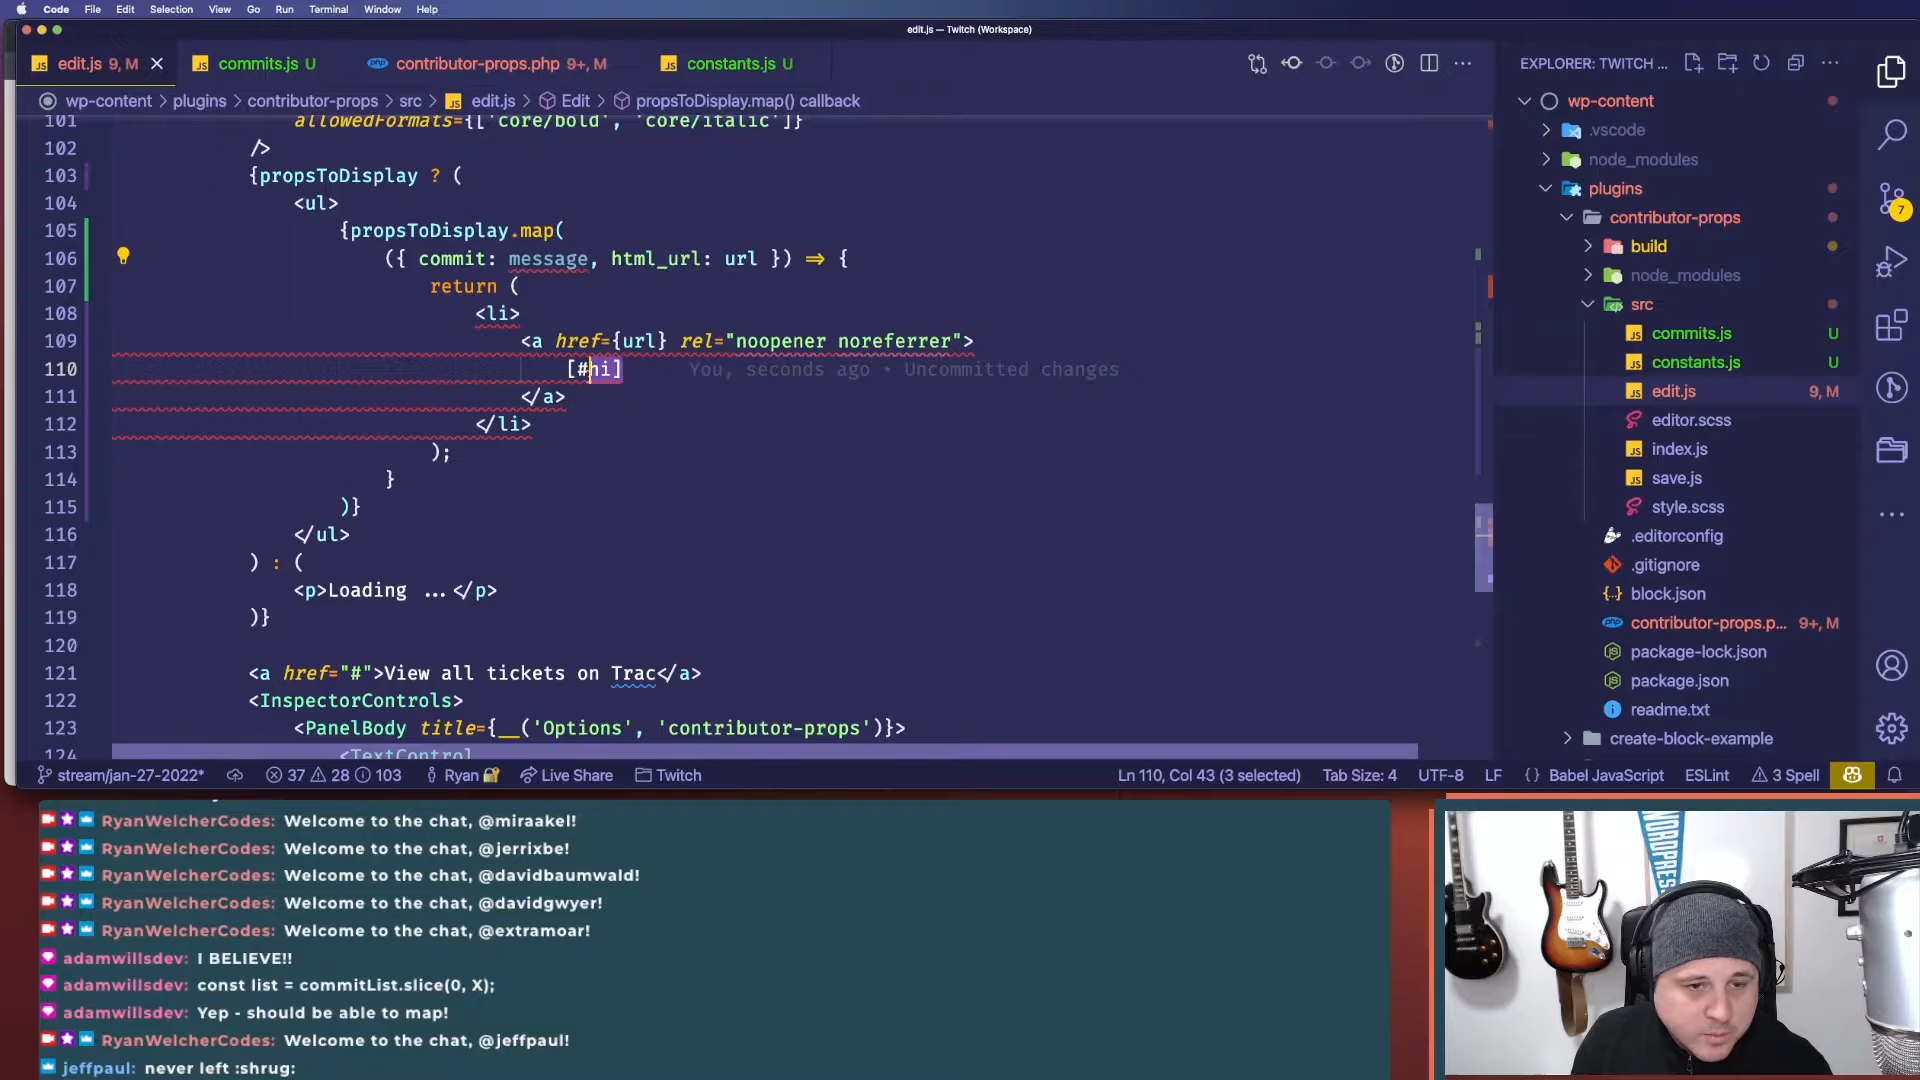 Code File Edit Selection View Go Run Terminal Window Help
edit.js — Twitch (Workspace)
edit.js 9, M
commits.js U
contributor-props.php 9+, M
constants.js U
EXPLORER: TWITCH ...
wp-content > plugins > contributor-props > src > edit.js > Edit > propsToDisplay.map() callback
101 allowedFormats={['core/bold', 'core/italic']}
102 />
103 {propsToDisplay ? (
104 <ul>
105 {propsToDisplay.map(
106 ({ commit: message, html_url: url }) => {
107 return (
108 <li>
109 <a href={url} rel="noopener noreferrer">
110 [#hi] You, seconds ago • Uncommitted changes
111 </a>
112 </li>
113 );
114 }
115 )}
116 </ul>
117 ) : (
118 <p>Loading ...</p>
119 )}
120
121 <a href="#">View all tickets on Trac</a>
122 <InspectorControls>
123 <PanelBody title={__('Options', 'contributor-props')}>
124 <TextControl
wp-content
.vscode
node_modules
plugins
contributor-props
build
node_modules
src
commits.js U
constants.js U
edit.js 9, M
editor.scss
index.js
save.js
style.scss
.editorconfig
.gitignore
block.json
contributor-props.p... 9+, M
package-lock.json
package.json
readme.txt
create-block-example
7
stream/jan-27-2022* 37 28 103 Ryan Live Share Twitch
Ln 110, Col 43 (3 selected) Tab Size: 4 UTF-8 LF {} Babel JavaScript ESLint 3 Spell
RyanWelcherCodes: Welcome to the chat, @miraakel!
RyanWelcherCodes: Welcome to the chat, @jerrixbe!
RyanWelcherCodes: Welcome to the chat, @davidbaumwald!
RyanWelcherCodes: Welcome to the chat, @davidgwyer!
RyanWelcherCodes: Welcome to the chat, @extramoar!
adamwillsdev: I BELIEVE!!
adamwillsdev: const list = commitList.slice(0, X);
adamwillsdev: Yep - should be able to map!
RyanWelcherCodes: Welcome to the chat, @jeffpaul!
jeffpaul: never left :shrug: